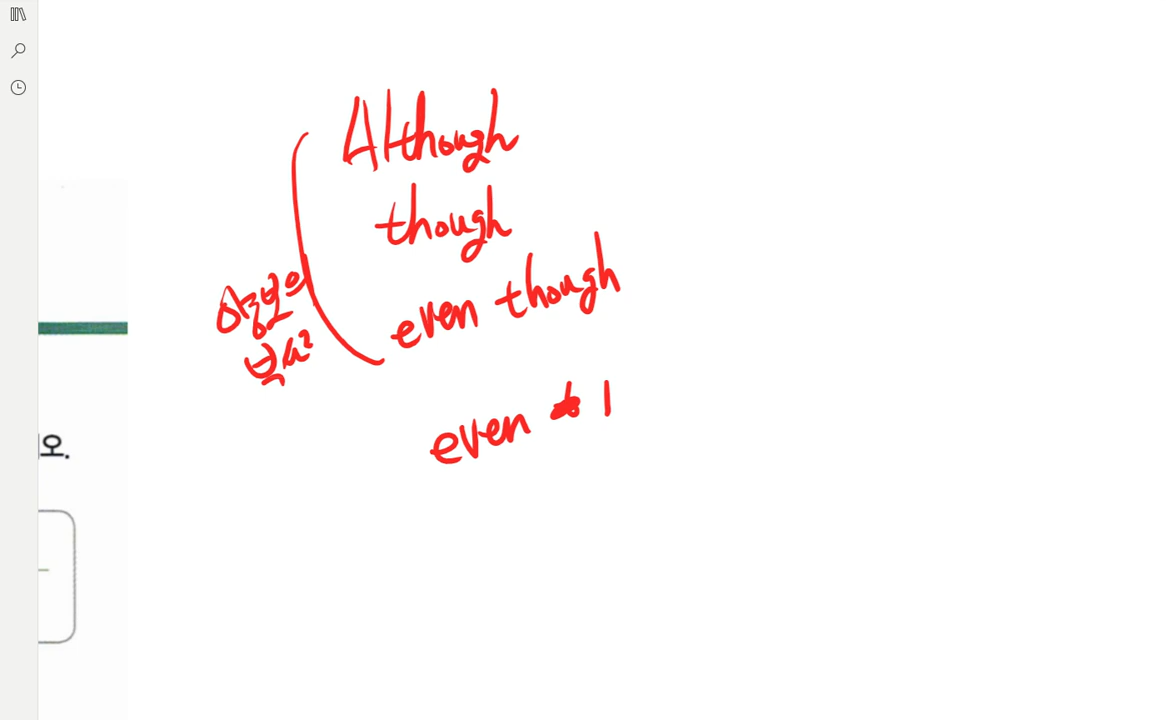 Although
though
even though
양보의
부사
even
오.